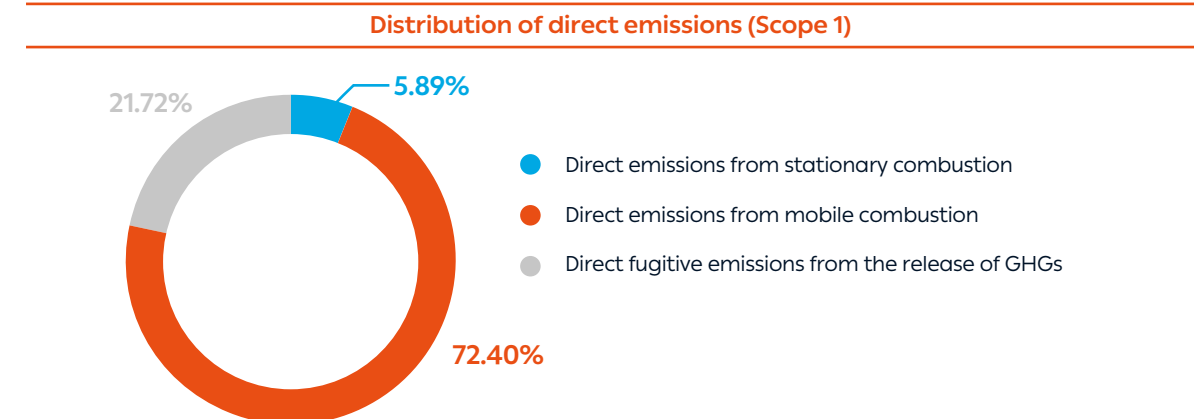 Distribution of direct emissions (Scope 1)
5.89%
21.72%
Direct emissions from stationary combustion
Direct emissions from mobile combustion
Direct fugitive emissions from the release of GHGs
72.40%